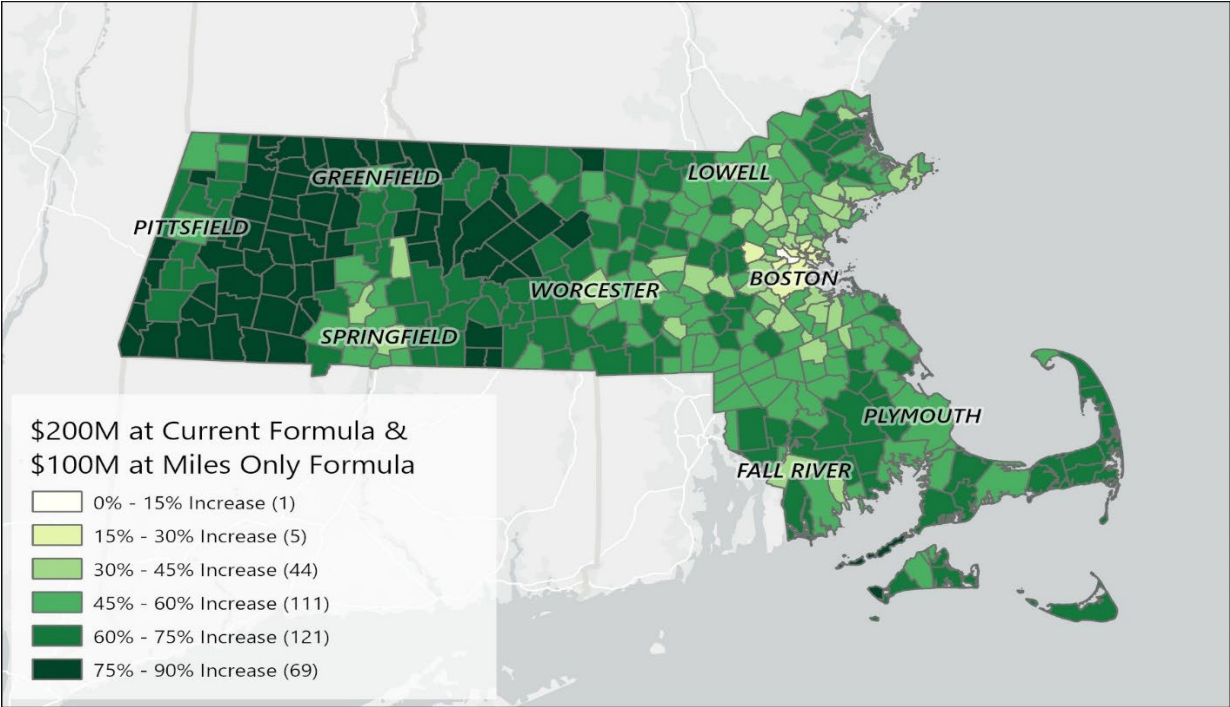 GREENFIELD
LOWELL
PITTSFIELD
BOSTON
WORCESTER
SPRINGFIELD
PLYMOUTH
FALL RIVER
$200M at Current Formula &
$100M at Miles Only Formula
0% - 15% Increase (1)
15% - 30% Increase (5)
30% - 45% Increase (44)
45% - 60% Increase (111)
60% - 75% Increase (121)
75% - 90% Increase (69)